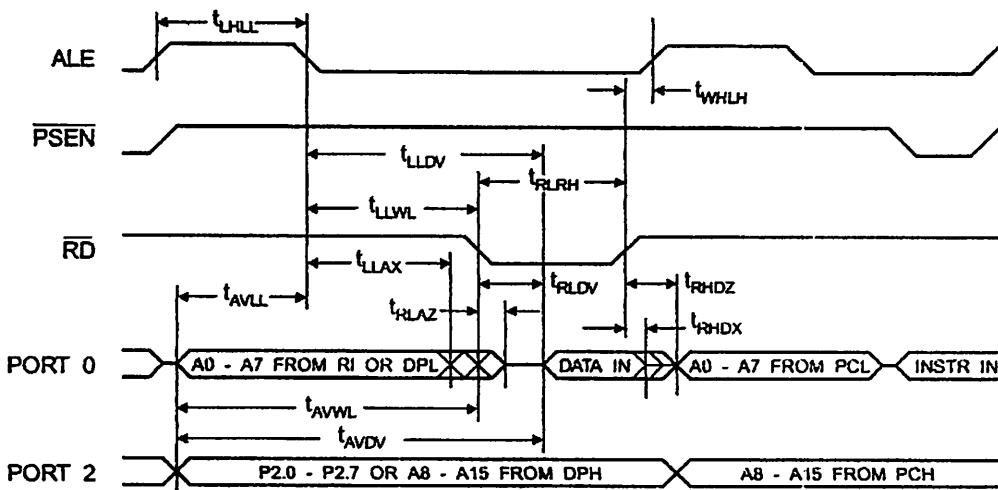 tLHLL
ALE
tWHLH
PSEN
tLLDV
tRLRH
tLLWL
RD
tLLAX
tRLDV
tRHDZ
tAVLL
tRLAZ
tRHDX
PORT 0
A0 - A7 FROM RI OR DPL
DATA IN
A0 - A7 FROM PCL
INSTR IN
tAVWL
tAVDV
PORT 2
P2.0 - P2.7 OR A8 - A15 FROM DPH
A8 - A15 FROM PCH